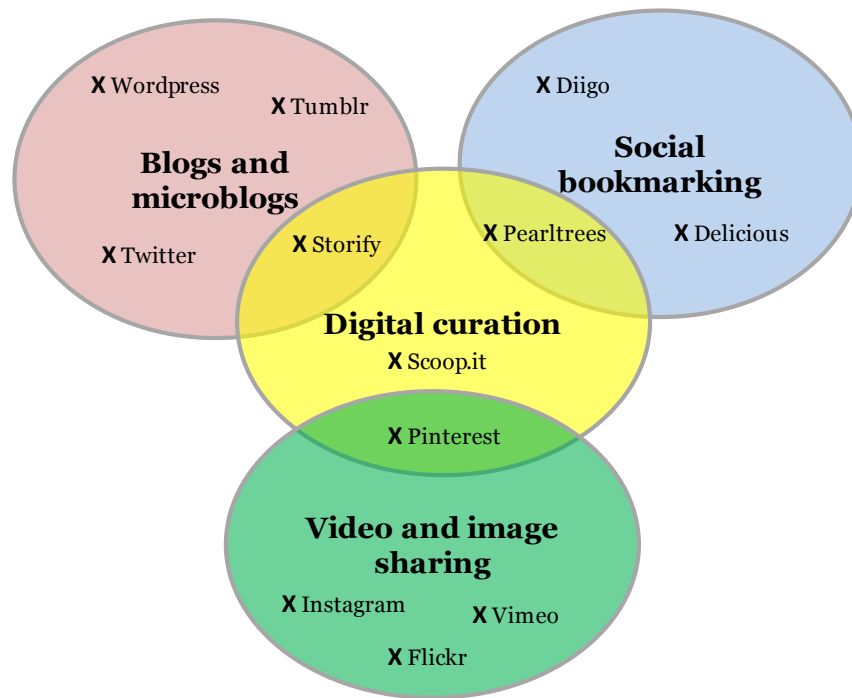 X Wordpress
X Tumblr
Blogs and
microblogs
X Twitter
X Storify
X Diigo
Social
bookmarking
X Pearltrees
X Delicious
Digital curation
X Scoop.it
X Pinterest
Video and image
sharing
X Instagram
X Vimeo
X Flickr